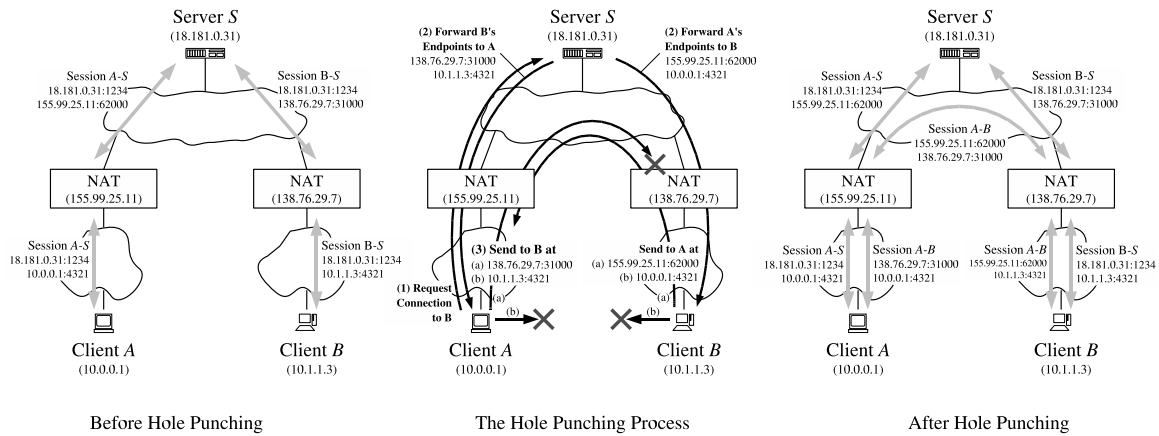 Server S
(18.181.0.31)
Session A-S
18.181.0.31:1234
155.99.25.11:62000
Session B-S
18.181.0.31:1234
138.76.29.7:31000
NAT
(155.99.25.11)
NAT
(138.76.29.7)
Session A-S
18.181.0.31:1234
10.0.0.1:4321
Session B-S
18.181.0.31:1234
10.1.1.3:4321
Client A
(10.0.0.1)
Client B
(10.1.1.3)
Before Hole Punching
Server S
(18.181.0.31)
(2) Forward B's
Endpoints to A
138.76.29.7:31000
10.1.1.3:4321
(2) Forward A's
Endpoints to B
155.99.25.11:62000
10.0.0.1:4321
NAT
(155.99.25.11)
NAT
(138.76.29.7)
(3) Send to B at
(a) 138.76.29.7:31000
(b) 10.1.1.3:4321
Send to A at
(a) 155.99.25.11:62000
(b) 10.0.0.1:4321
(1) Request
Connection
to B
(a)
(b)
(a)
(b)
Client A
(10.0.0.1)
Client B
(10.1.1.3)
The Hole Punching Process
Server S
(18.181.0.31)
Session A-S
18.181.0.31:1234
155.99.25.11:62000
Session B-S
18.181.0.31:1234
138.76.29.7:31000
Session A-B
155.99.25.11:62000
138.76.29.7:31000
NAT
(155.99.25.11)
NAT
(138.76.29.7)
Session A-S
18.181.0.31:1234
10.0.0.1:4321
Session A-B
138.76.29.7:31000
10.0.0.1:4321
Session A-B
155.99.25.11:62000
10.1.1.3:4321
Session B-S
18.181.0.31:1234
10.1.1.3:4321
Client A
(10.0.0.1)
Client B
(10.1.1.3)
After Hole Punching